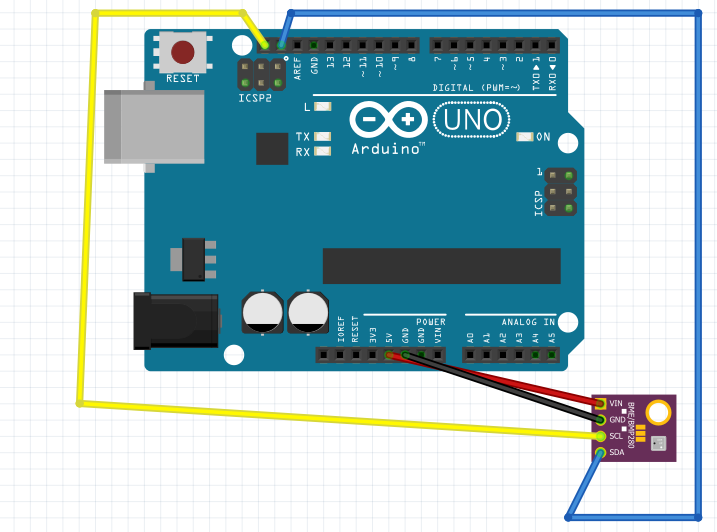 RESET
AREF
GND
13
12
~11
~10
~9
8
7
~6
~5
4
~3
2
TXD▶1
RXD◀0
ICSP2
DIGITAL (PWM=~)
L
UNO
TX
RX
ON
Arduino™
1
ICSP
POWER
ANALOG IN
IOREF
RESET
3V3
5V
GND
GND
VIN
A0
A1
A2
A3
A4
A5
VIN
GND
SCL
SDA
BME/BMP280